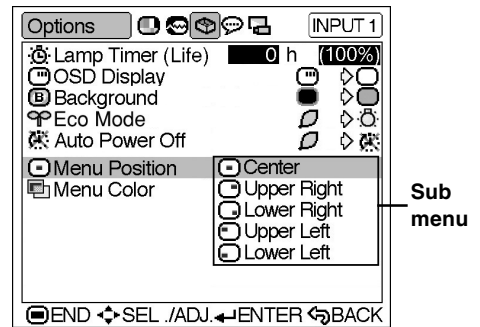 Options INPUT 1
Lamp Timer (Life) 0 h (100%)
OSD Display
B Background
Eco Mode
Auto Power Off
Menu Position
Menu Color
Center
Upper Right
Lower Right
Upper Left
Lower Left
Sub
menu
END SEL ./ADJ. ENTER BACK